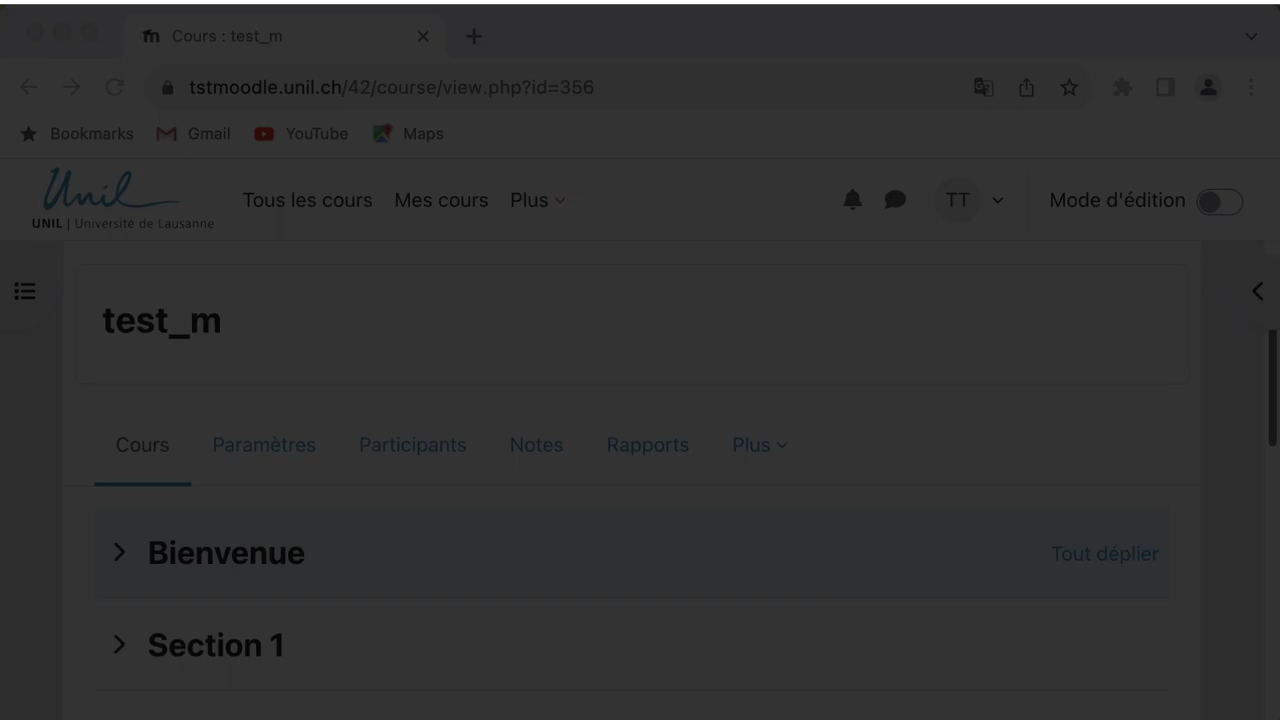 Cours : test_m
tstmoodle.unil.ch/42/course/view.php?id=356
Bookmarks Gmail YouTube Maps
Unil
UNIL | Université de Lausanne
Tous les cours Mes cours Plus TT Mode d'édition
test_m
Cours Paramètres Participants Notes Rapports Plus
Bienvenue Tout déplier
Section 1